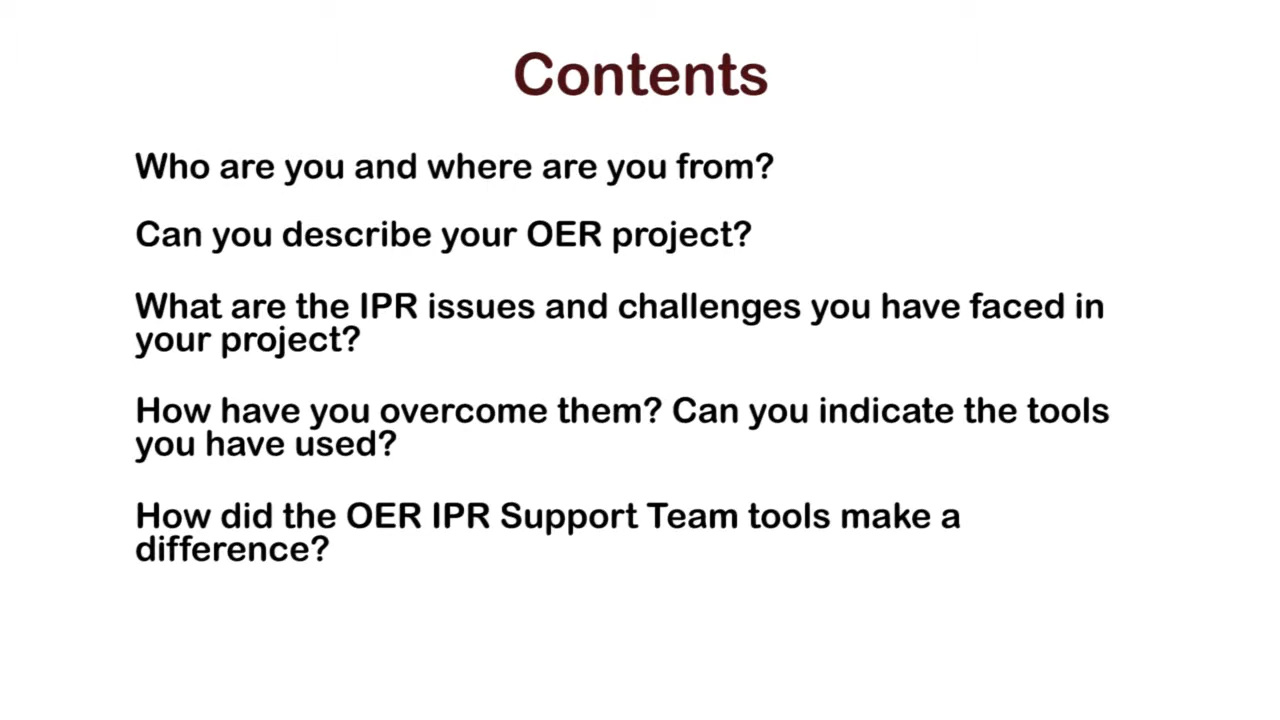 Contents
Who are you and where are you from?
Can you describe your OER project?
What are the IPR issues and challenges you have faced in
your project?
How have you overcome them? Can you indicate the tools
you have used?
How did the OER IPR Support Team tools make a
difference?